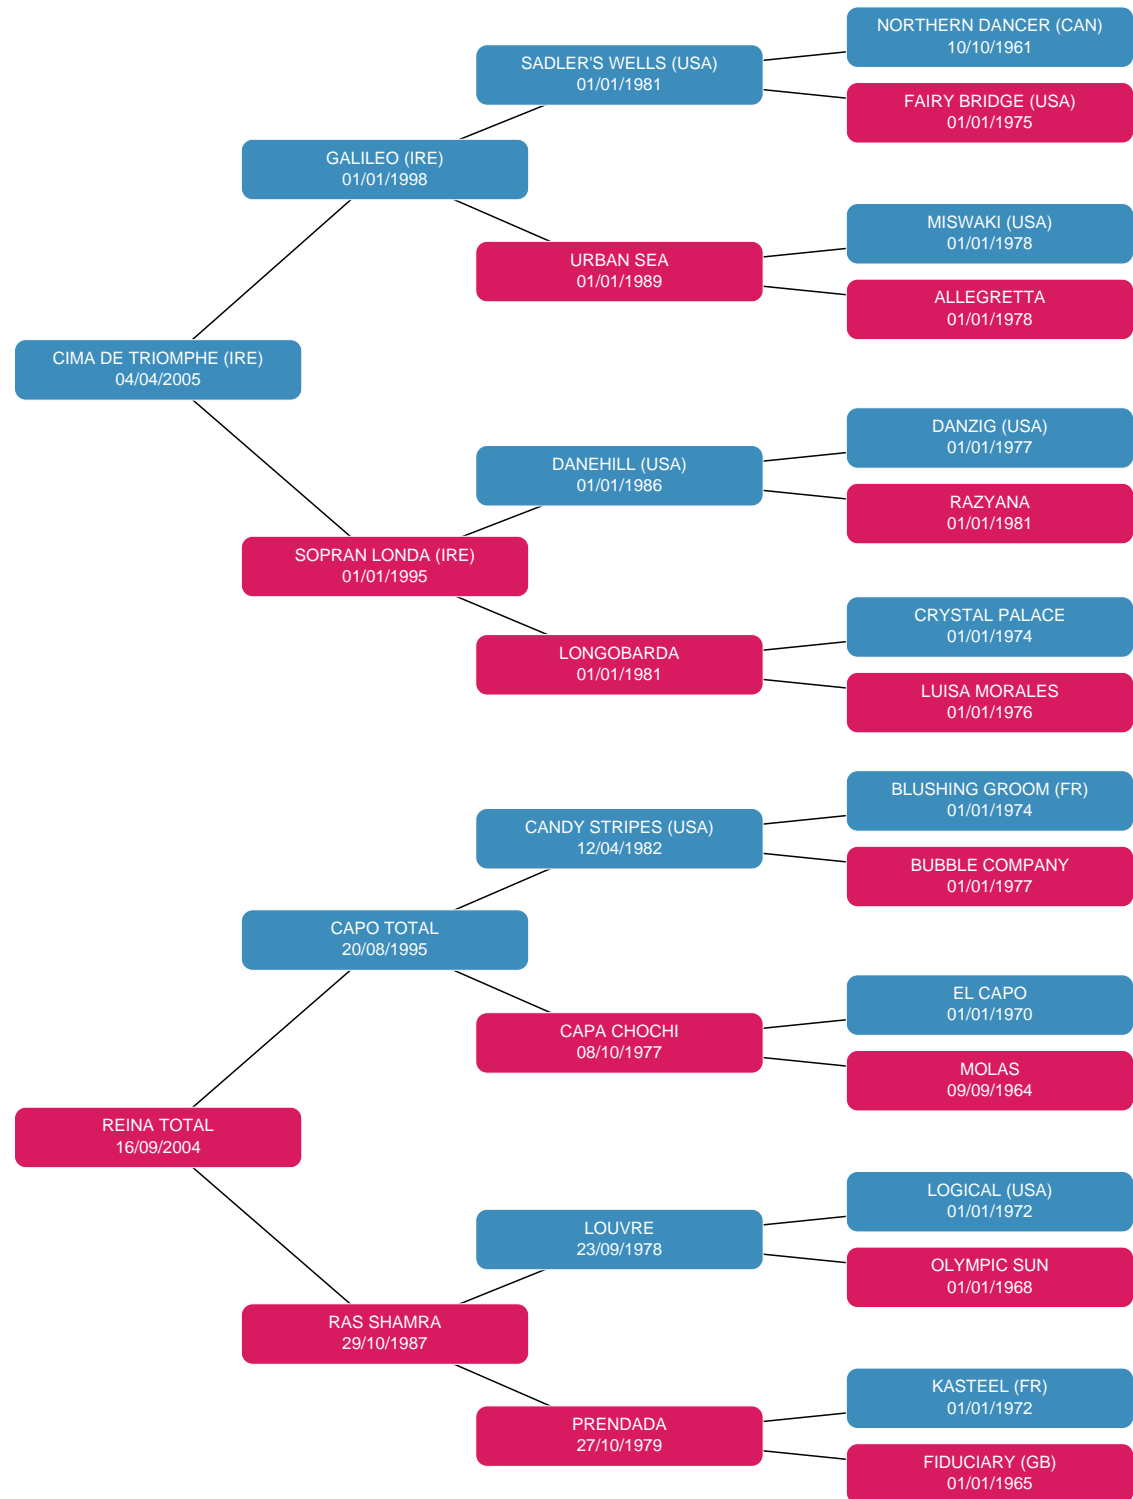 NORTHERN DANCER (CAN)
10/10/1961
SADLER'S WELLS (USA)
01/01/1981
FAIRY BRIDGE (USA)
01/01/1975
GALILEO (IRE)
01/01/1998
MISWAKI (USA)
01/01/1978
URBAN SEA
01/01/1989
ALLEGRETTA
01/01/1978
CIMA DE TRIOMPHE (IRE)
04/04/2005
DANZIG (USA)
01/01/1977
DANEHILL (USA)
01/01/1986
RAZYANA
01/01/1981
SOPRAN LONDA (IRE)
01/01/1995
CRYSTAL PALACE
01/01/1974
LONGOBARDA
01/01/1981
LUISA MORALES
01/01/1976
BLUSHING GROOM (FR)
01/01/1974
CANDY STRIPES (USA)
12/04/1982
BUBBLE COMPANY
01/01/1977
CAPO TOTAL
20/08/1995
EL CAPO
01/01/1970
CAPA CHOCHI
08/10/1977
MOLAS
09/09/1964
REINA TOTAL
16/09/2004
LOGICAL (USA)
01/01/1972
LOUVRE
23/09/1978
OLYMPIC SUN
01/01/1968
RAS SHAMRA
29/10/1987
KASTEEL (FR)
01/01/1972
PRENDADA
27/10/1979
FIDUCIARY (GB)
01/01/1965